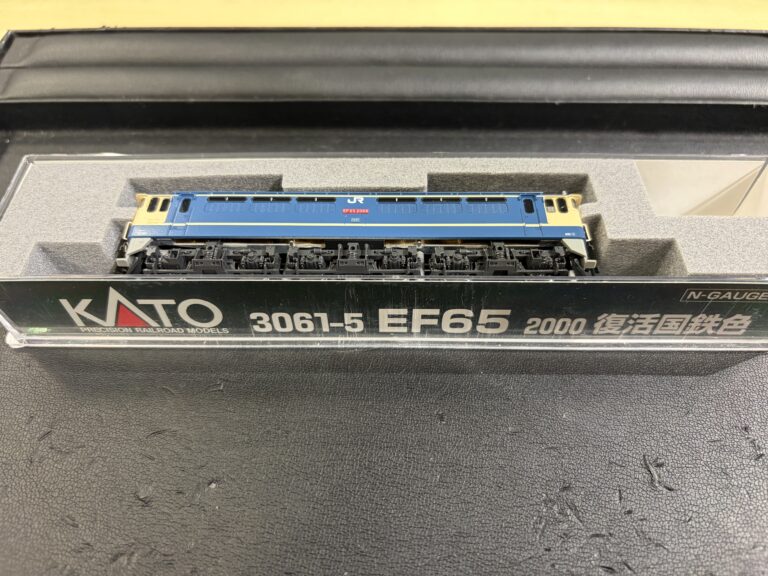 JR
N-GAUGE
KATO 3061-5 EF65 2000 復活国鉄色
PRECISION RAILROAD MODELS